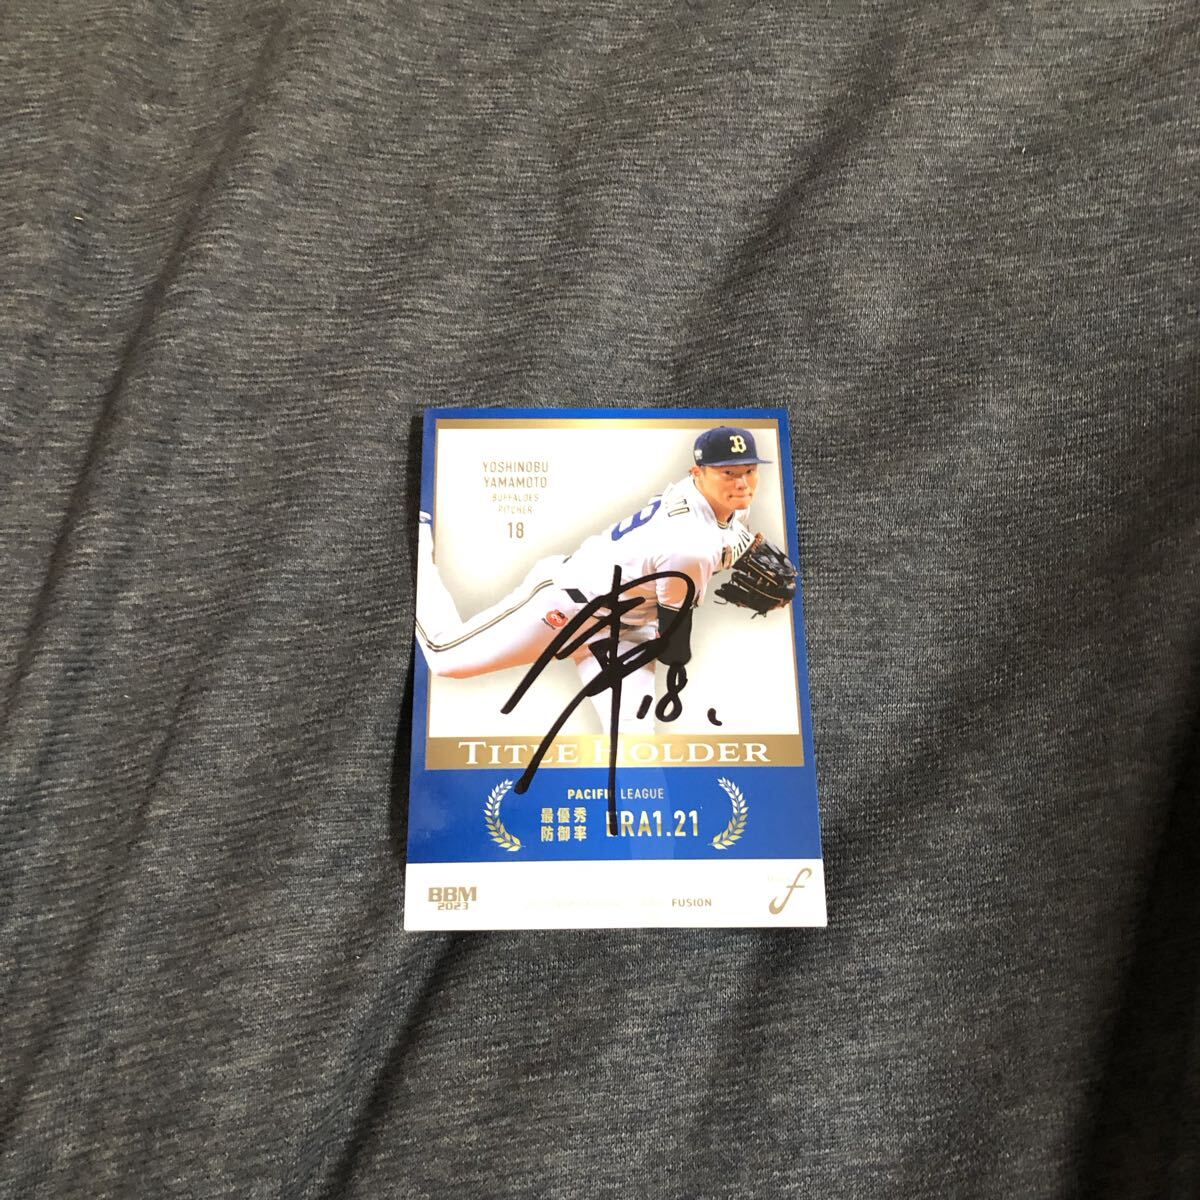 YOSHINOBU
YAMAMOTO
BUFFALOES
PITCHER
18
B
18
TITLE HOLDER
PACIFIC LEAGUE
最優秀
防御率
ERA1.21
BBM
2023
FUSION
f